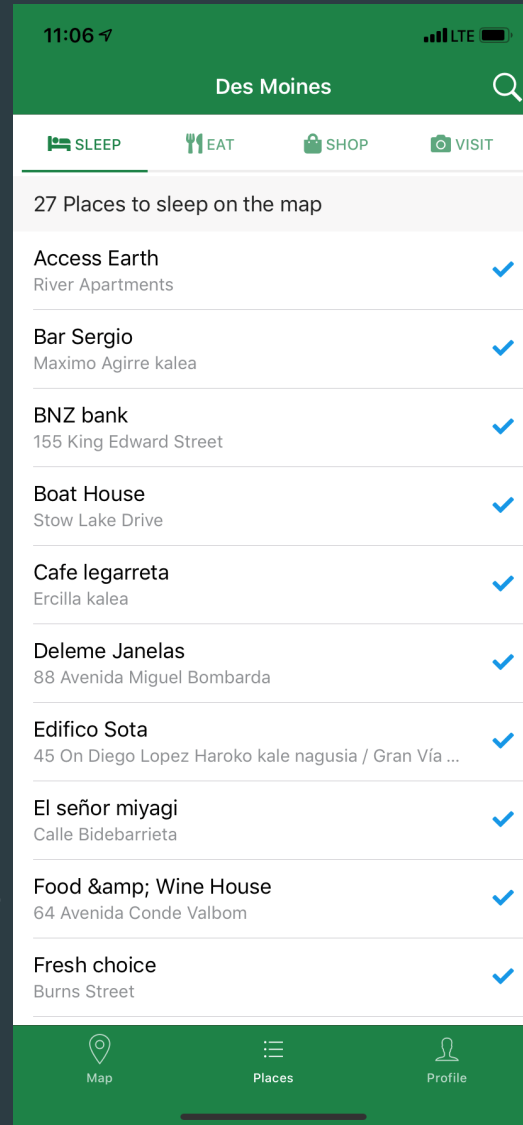 11:06 LTE
Des Moines
SLEEP EAT SHOP VISIT
27 Places to sleep on the map
Access Earth
River Apartments
Bar Sergio
Maximo Agirre kalea
BNZ bank
155 King Edward Street
Boat House
Stow Lake Drive
Cafe legarreta
Ercilla kalea
Deleme Janelas
88 Avenida Miguel Bombarda
Edifico Sota
45 On Diego Lopez Haroko kale nagusia / Gran Vía ...
El señor miyagi
Calle Bidebarrieta
Food &amp; Wine House
64 Avenida Conde Valbom
Fresh choice
Burns Street
Map Places Profile